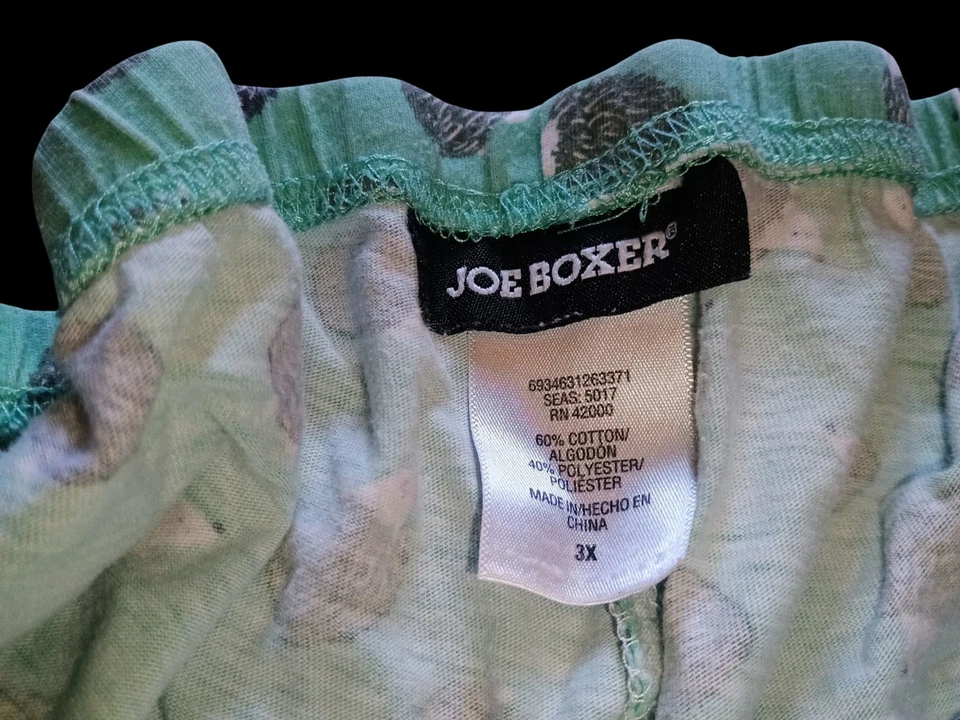 JOE BOXER®
6934631263371
SEAS: 5017
RN 42000
60% COTTON/
ALGODÓN
40% POLYESTER/
POLIÉSTER
MADE IN/HECHO EN
CHINA
3X